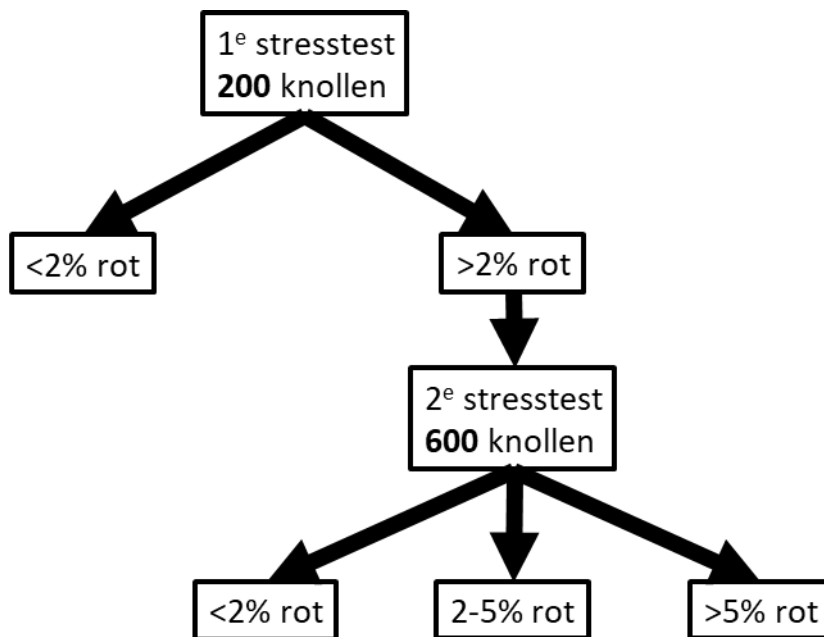 1e stresstest
200 knollen
<2% rot
>2% rot
2e stresstest
600 knollen
<2% rot
2-5% rot
>5% rot